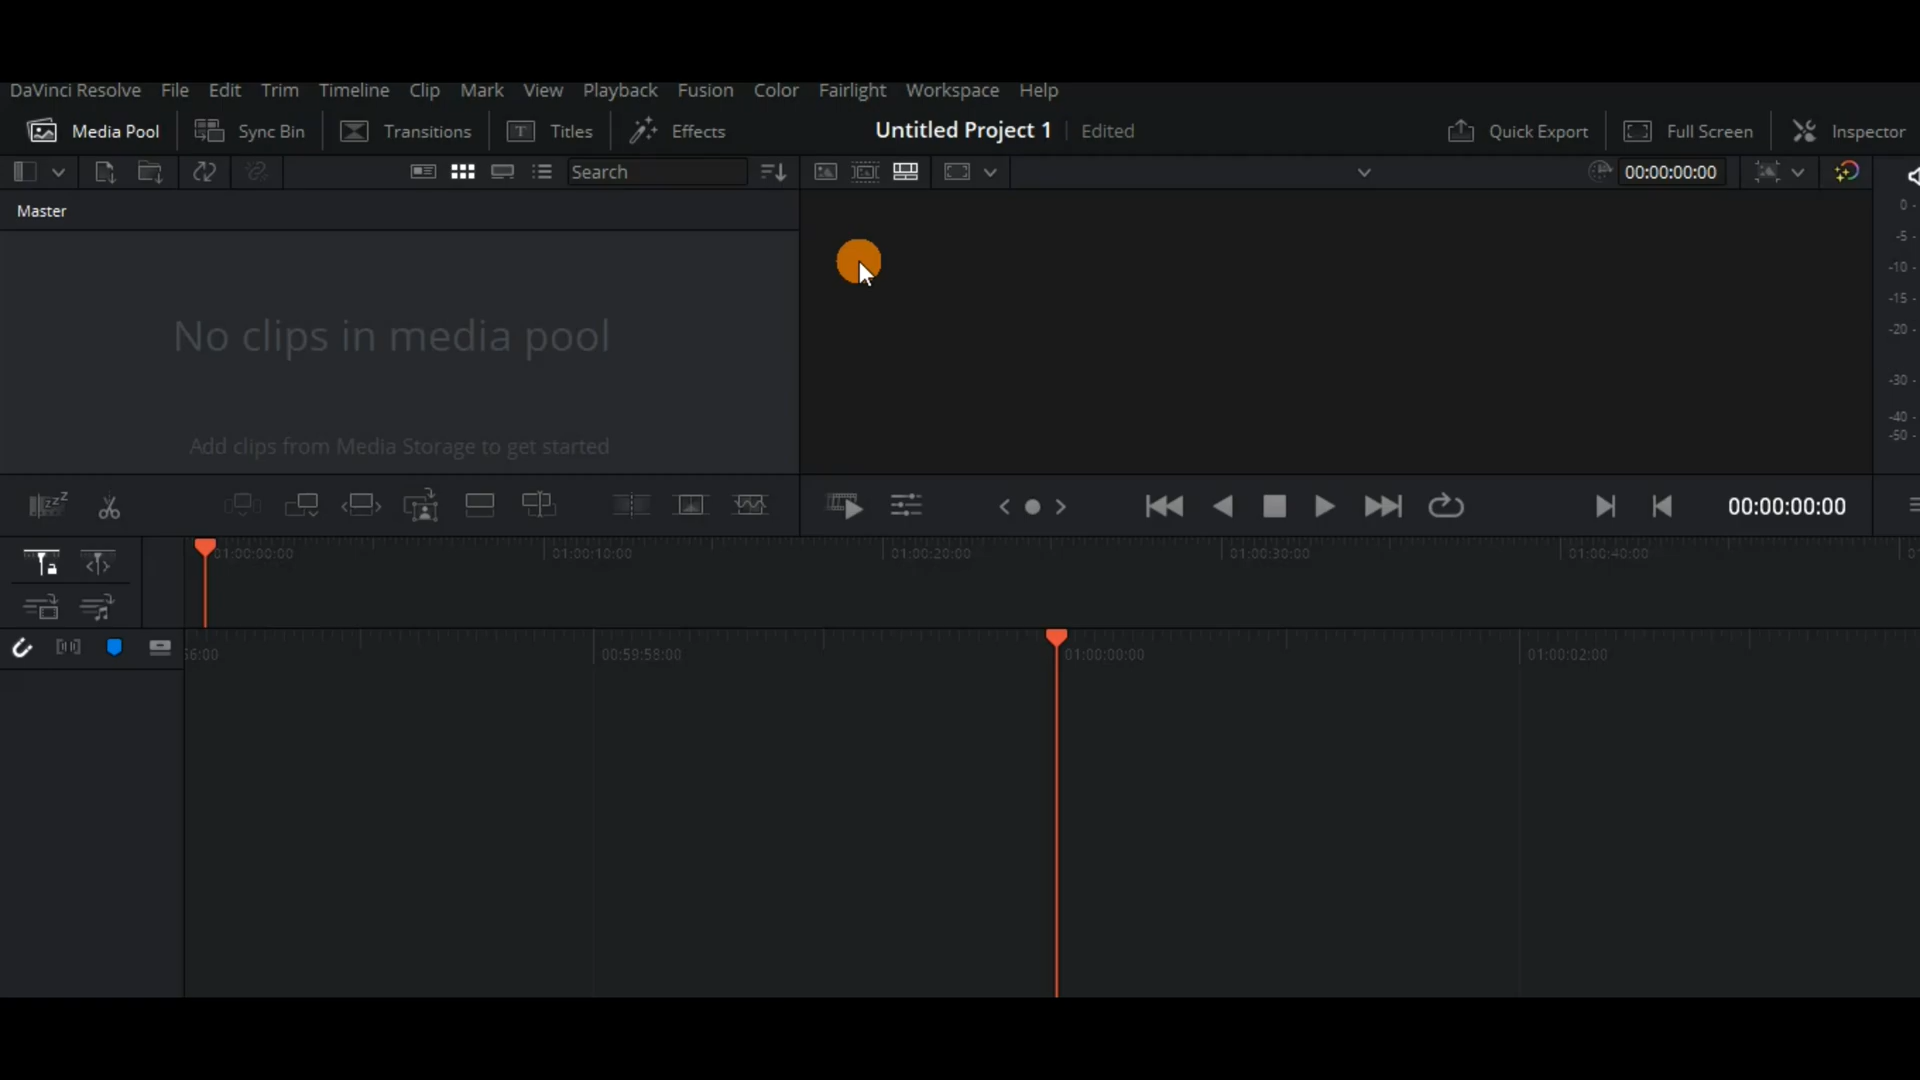 DaVinci Resolve File Edit Trim Timeline Clip Mark View Playback Fusion Color Fairlight Workspace Help
Media Pool Sync Bin Transitions Titles Effects Untitled Project 1 Edited Quick Export Full Screen Inspector
Search 00:00:00:00
Master
0
-5
-10
-15
-20
-30
-40
-50
No clips in media pool
Add clips from Media Storage to get started
00:00:00:00
01:00:00:00 01:00:10:00 01:00:20:00 01:00:30:00 01:00:40:00
56:00 00:59:58:00 01:00:00:00 01:00:02:00